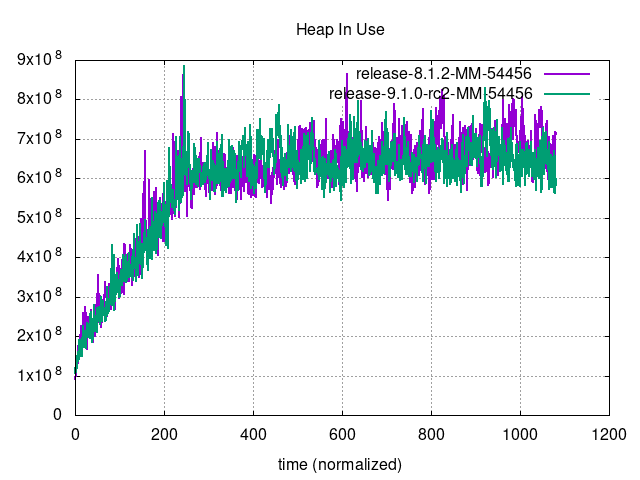 Heap In Use
9x10^8
release-8.1.2-MM-54456
8x10^8
release-9.1.0-rc2-MM-54456
7x10^8
6x10^8
5x10^8
4x10^8
3x10^8
2x10^8
1x10^8
0
0 200 400 600 800 1000 1200
time (normalized)